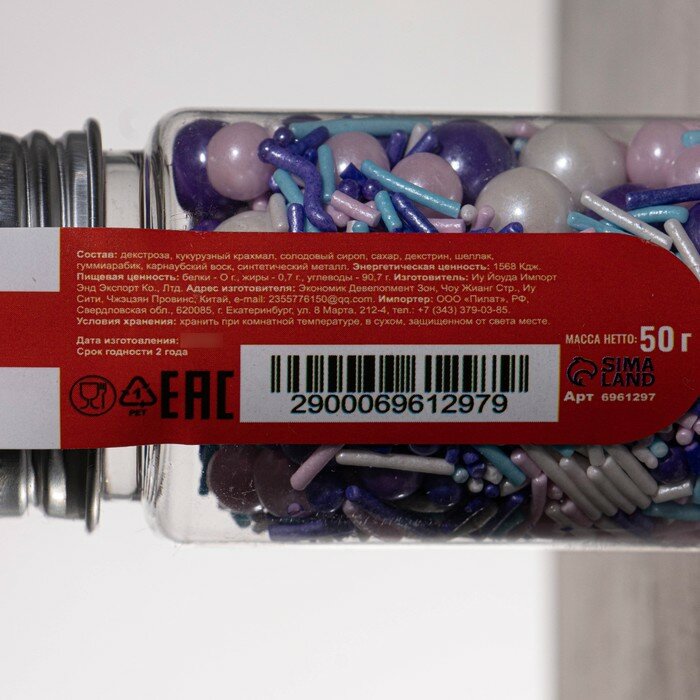 Состав: декстроза, кукурузный крахмал, солодовый сироп, сахар, декстрин, шеллак,
гуммиарабик, карнаубский воск, синтетический металл. Энергетическая ценность: 1568 Кдж.
Пищевая ценность: белки - 0 г., жиры - 0,7 г., углеводы - 90,7 г. Изготовитель: Иу Йоуда Импорт
Энд Экспорт Ко., Лтд. Адрес изготовителя: Экономик Девелопмент Зон, Чоу Жианг Стр., Иу
Сити, Чжэцзян Провинс, Китай, e-mail: 2355776150@qq.com. Импортер: ООО «Пилат», РФ,
Свердловская обл., 620085, г. Екатеринбург, ул. 8 Марта, 212-4, тел.: +7 (343) 379-03-85.
Условия хранения: хранить при комнатной температуре, в сухом, защищенном от света месте.
Дата изготовления:
Срок годности 2 года
1
PET
EAC
2900069612979
МАССА НЕТТО: 50 г
SIMA
LAND
Арт 6961297